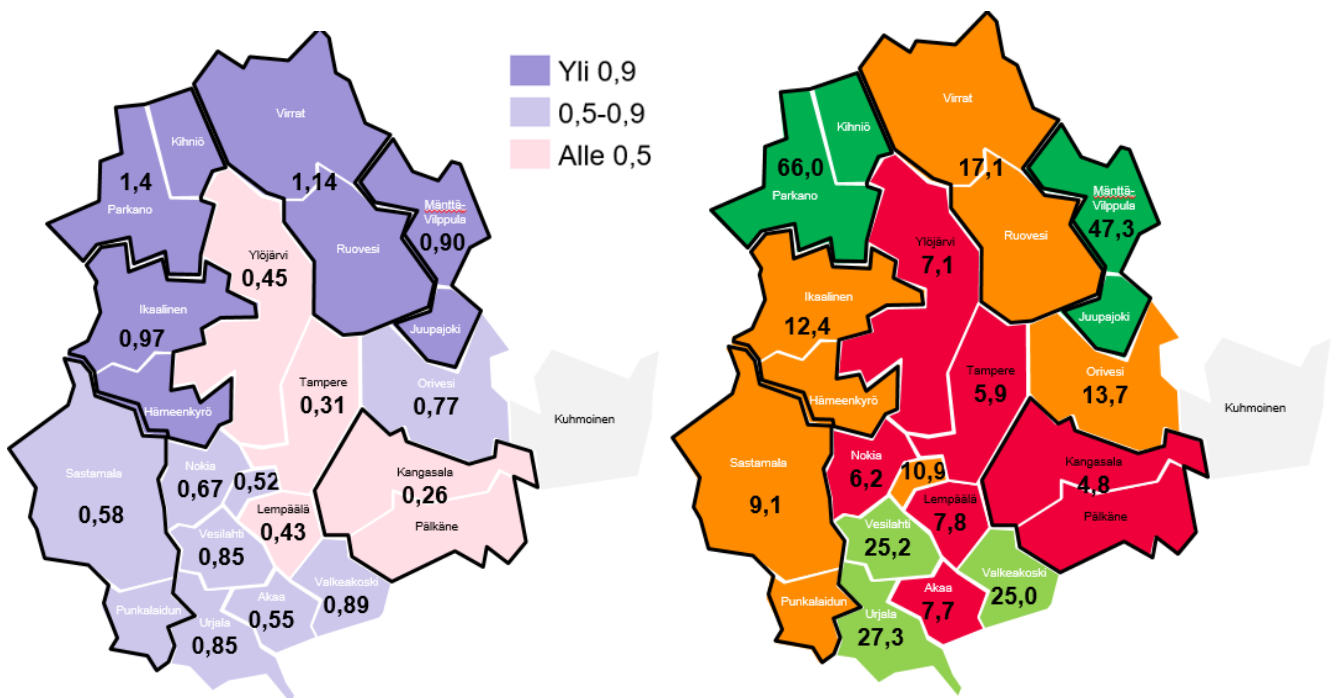 Yli 0,9
0,5-0,9
Alle 0,5
Virrat
Kihniö
1,4
Parkano
1,14
Mänttä-
Vilppula
0,90
Ruovesi
Ylöjärvi
0,45
Ikaalinen
0,97
Juupajoki
Tampere
0,31
Orivesi
0,77
Hämeenkyrö
Kuhmoinen
Sastamala
0,58
Nokia
0,67
0,52
Kangasala
0,26
Lempäälä
0,43
Pälkäne
Vesilahti
0,85
Valkeakoski
0,89
Akaa
0,55
Punkalaidun
Urjala
0,85
Virrat
Kihniö
66,0
Parkano
17,1
Mänttä-
Vilppula
47,3
Ruovesi
Ylöjärvi
7,1
Ikaalinen
12,4
Juupajoki
Tampere
5,9
Orivesi
13,7
Hämeenkyrö
Kuhmoinen
Sastamala
9,1
Nokia
6,2
10,9
Kangasala
4,8
Lempäälä
7,8
Pälkäne
Vesilahti
25,2
Valkeakoski
25,0
Akaa
7,7
Punkalaidun
Urjala
27,3